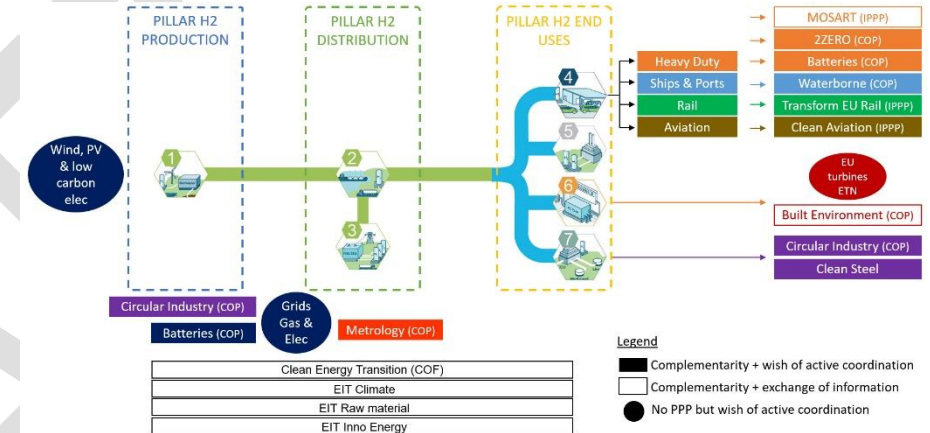 PILLAR H2
PRODUCTION
PILLAR H2
DISTRIBUTION
PILLAR H2 END
USES
Wind, PV
& low
carbon
elec
1
2
3
4
5
6
7
Heavy Duty
Ships & Ports
Rail
Aviation
MOSART (IPPP)
2ZERO (COP)
Batteries (COP)
Waterborne (COP)
Transform EU Rail (IPPP)
Clean Aviation (IPPP)
EU
turbines
ETN
Built Environment (COP)
Circular Industry (COP)
Clean Steel
Circular Industry (COP)
Batteries (COP)
Grids
Gas &
Elec
Metrology (COP)
Clean Energy Transition (COF)
EIT Climate
EIT Raw material
EIT Inno Energy
Legend
Complementarity + wish of active coordination
Complementarity + exchange of information
No PPP but wish of active coordination